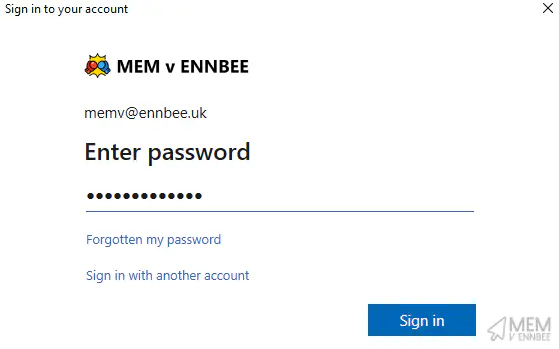 Sign in to your account
MEM v ENNBEE
memv@ennbee.uk
Enter password
•••••••••••••
Forgotten my password
Sign in with another account
Sign in
MEM
V ENNBEE